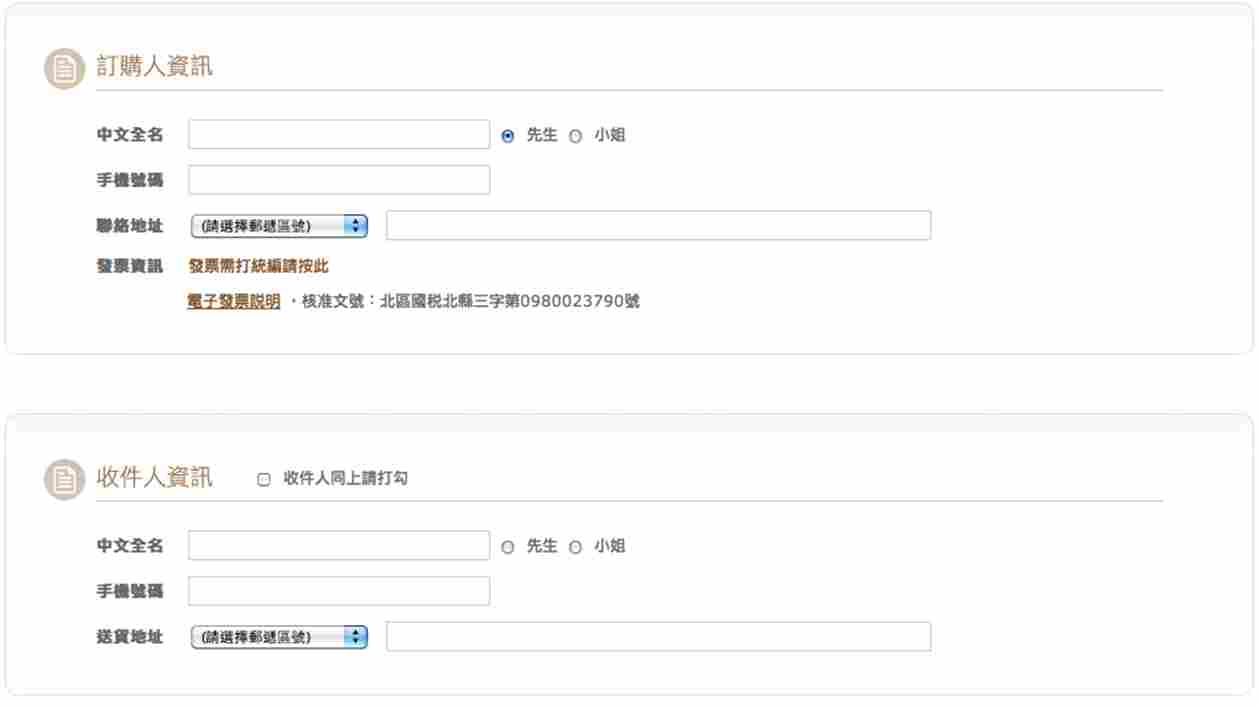 訂購人資訊
中文全名 先生 小姐
手機號碼
聯絡地址 (請選擇郵遞區號)
發票資訊 發票需打統編請按此
電子發票說明，核准文號：北區國稅北縣三字第0980023790號
收件人資訊 收件人同上請打勾
中文全名 先生 小姐
手機號碼
送貨地址 (請選擇郵遞區號)